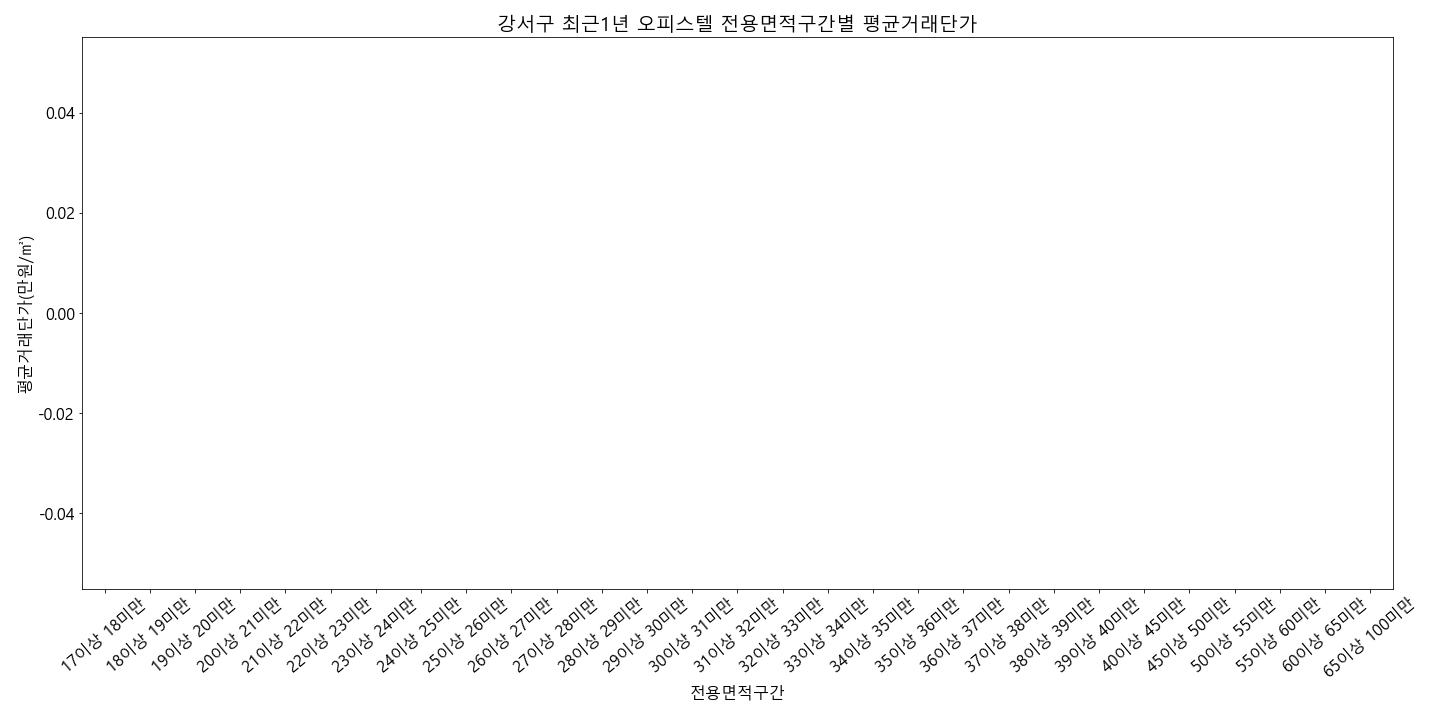 강서구 최근1년 오피스텔 전용면적구간별 평균거래단가
평균거래단가(만원/㎡)
0.04
0.02
0.00
-0.02
-0.04
17이상 18미만
18이상 19미만
19이상 20미만
20이상 21미만
21이상 22미만
22이상 23미만
23이상 24미만
24이상 25미만
25이상 26미만
26이상 27미만
27이상 28미만
28이상 29미만
29이상 30미만
30이상 31미만
31이상 32미만
32이상 33미만
33이상 34미만
34이상 35미만
35이상 36미만
36이상 37미만
37이상 38미만
38이상 39미만
39이상 40미만
40이상 45미만
45이상 50미만
50이상 55미만
55이상 60미만
60이상 65미만
65이상 100미만
전용면적구간